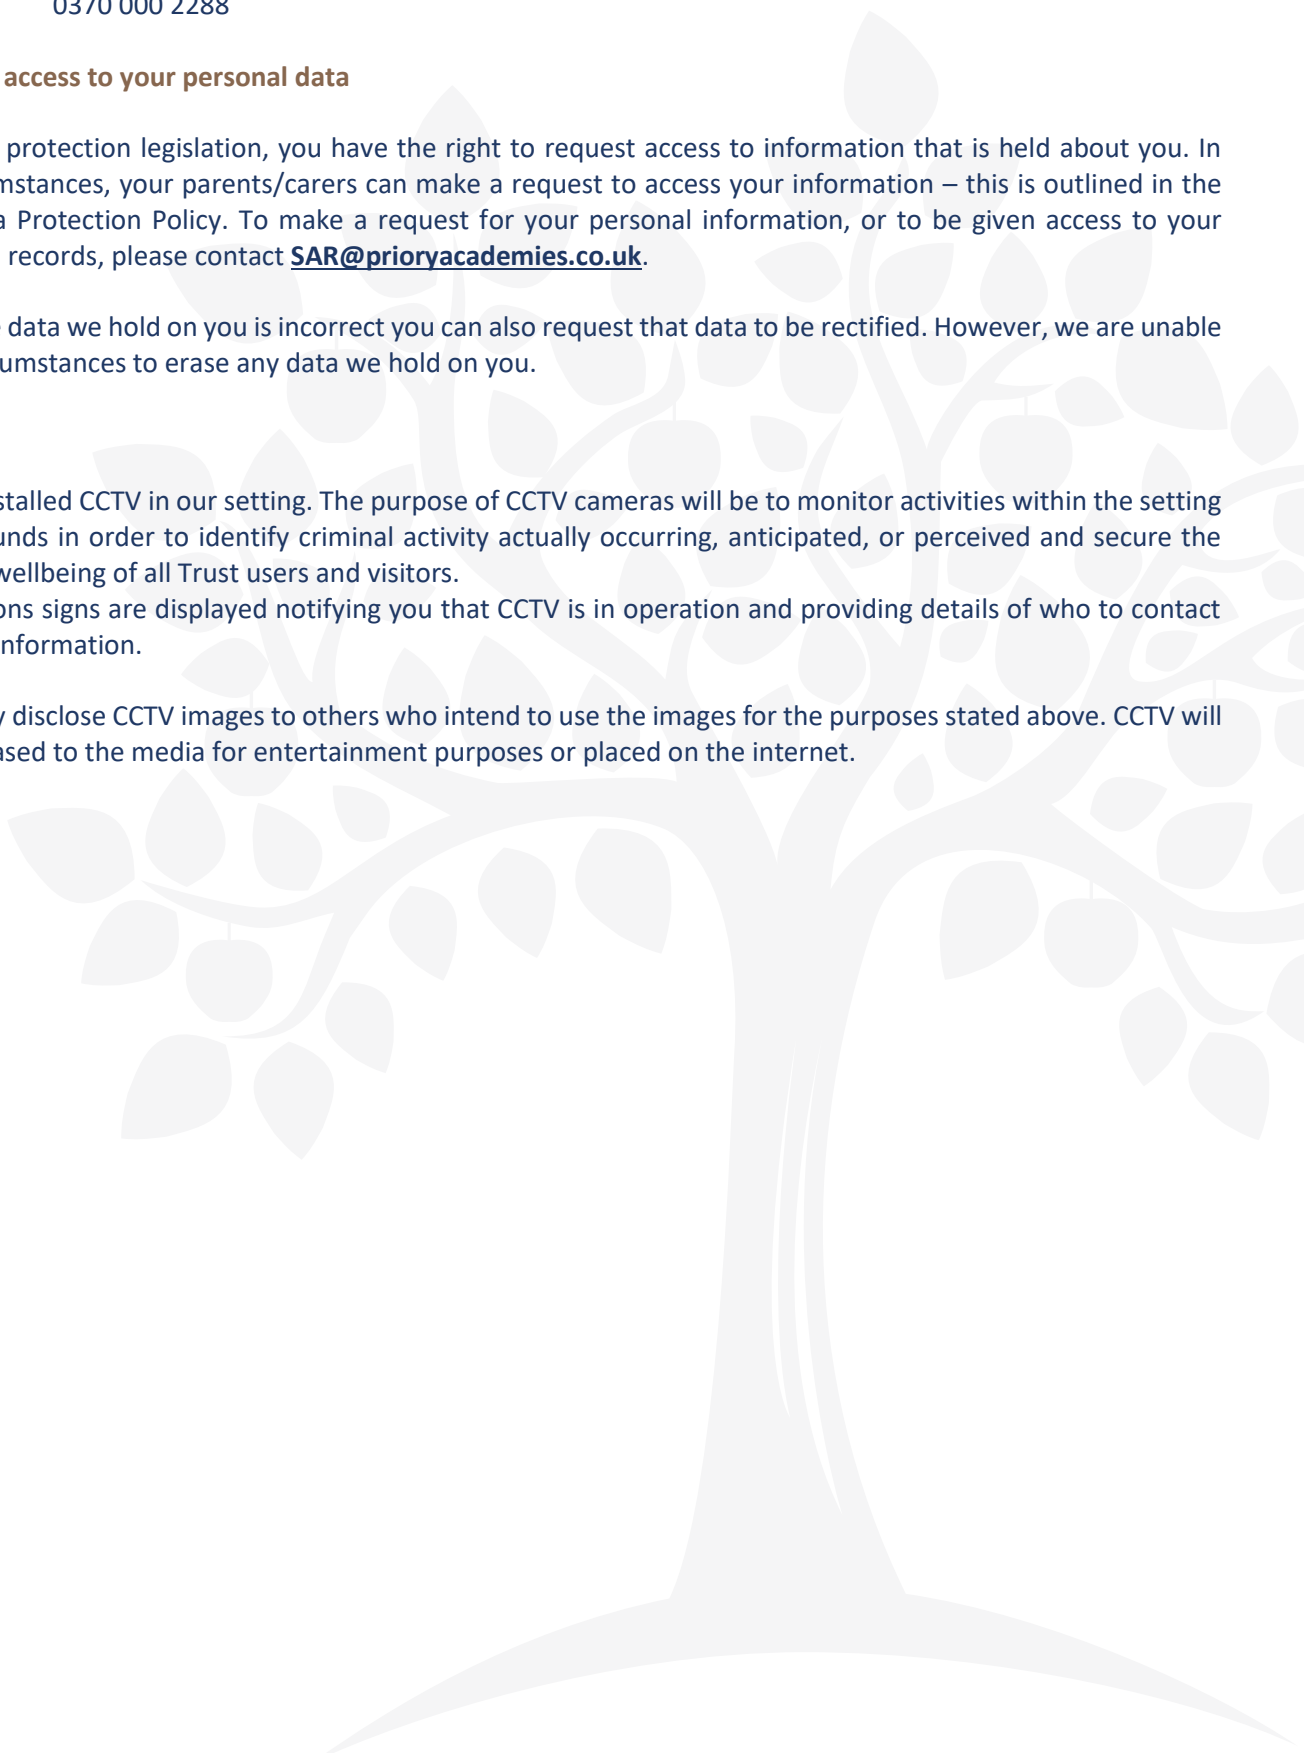 0370 000 2288
access to your personal data
protection legislation, you have the right to request access to information that is held about you. In
mstances, your parents/carers can make a request to access your information – this is outlined in the
a Protection Policy. To make a request for your personal information, or to be given access to your
records, please contact SAR@prioryacademies.co.uk.
e data we hold on you is incorrect you can also request that data to be rectified. However, we are unable
umstances to erase any data we hold on you.
stalled CCTV in our setting. The purpose of CCTV cameras will be to monitor activities within the setting
unds in order to identify criminal activity actually occurring, anticipated, or perceived and secure the
wellbeing of all Trust users and visitors.
ons signs are displayed notifying you that CCTV is in operation and providing details of who to contact
nformation.
y disclose CCTV images to others who intend to use the images for the purposes stated above. CCTV will
ased to the media for entertainment purposes or placed on the internet.